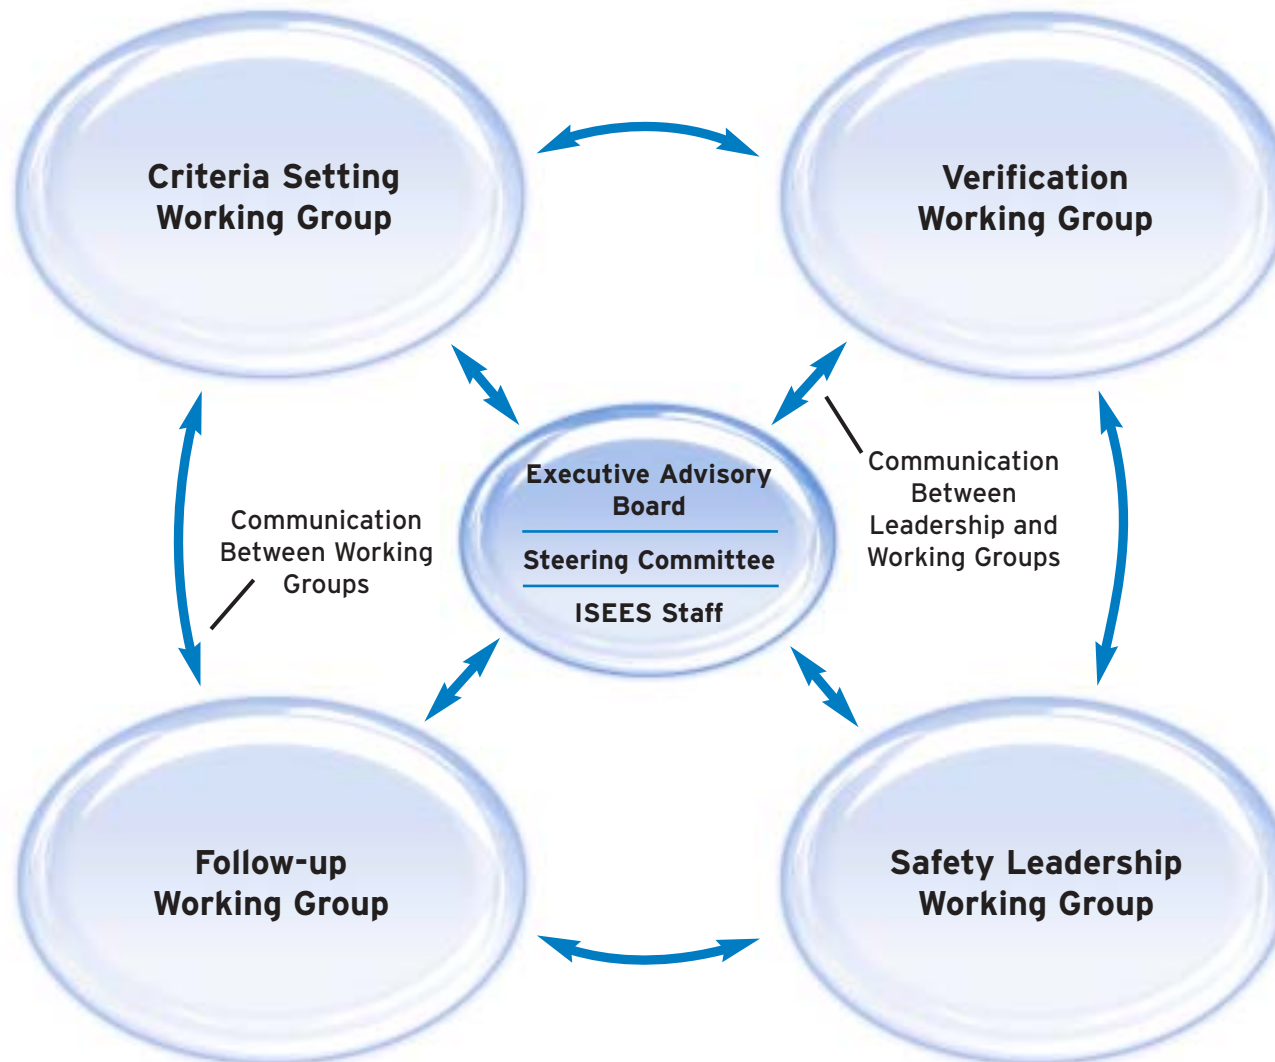 Criteria Setting
Working Group
Verification
Working Group
Executive Advisory
Board
Steering Committee
ISEES Staff
Communication
Between Working
Groups
Communication
Between
Leadership and
Working Groups
Follow-up
Working Group
Safety Leadership
Working Group